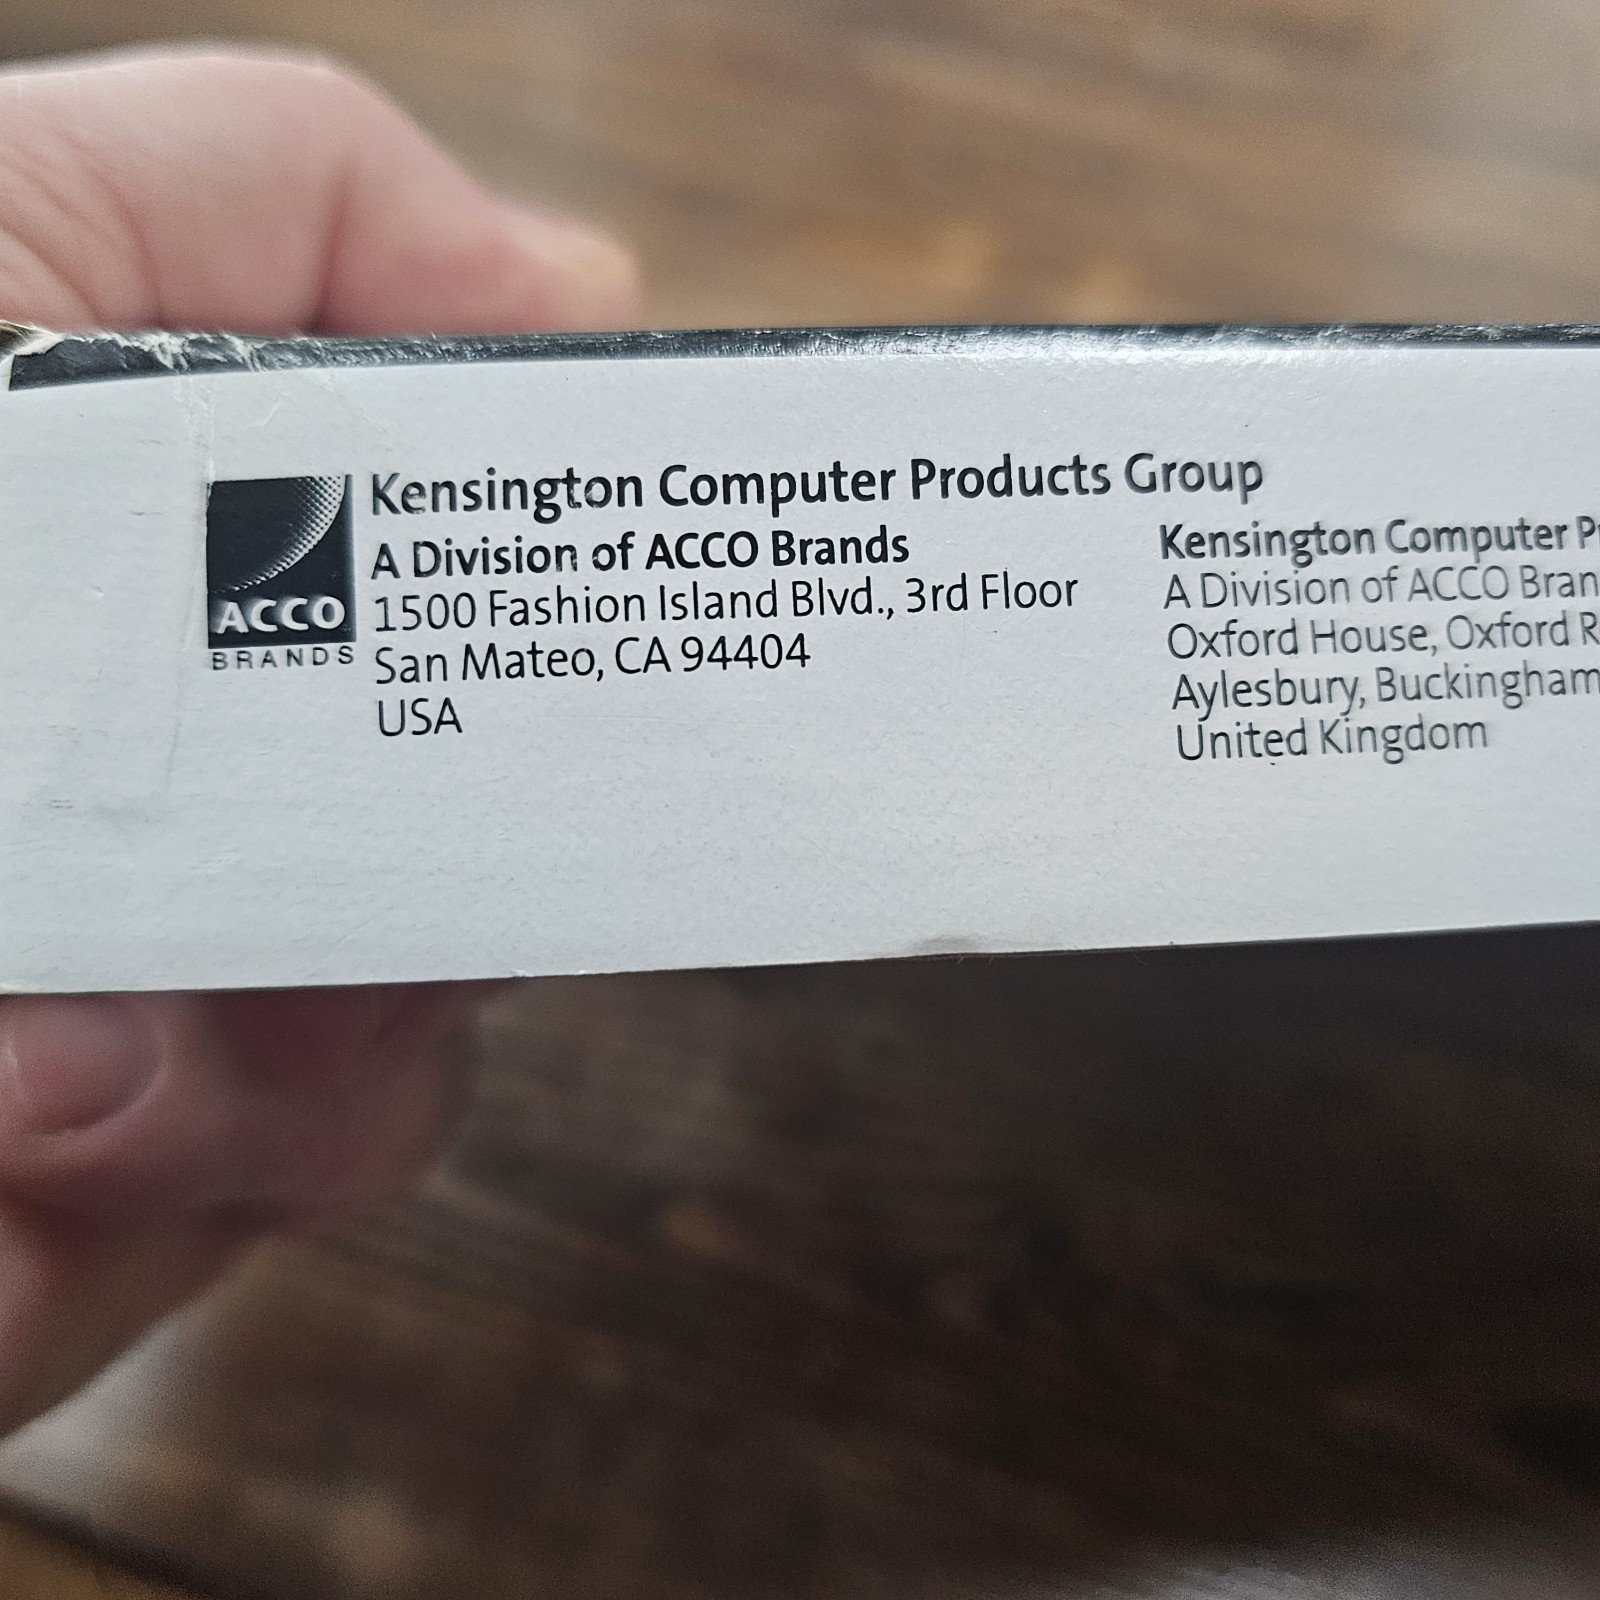 ACCO
BRANDS
Kensington Computer Products Group
A Division of ACCO Brands
1500 Fashion Island Blvd., 3rd Floor
San Mateo, CA 94404
USA
Kensington Computer
A Division of ACCO
Oxford House, Oxford
Aylesbury,
United Kingdom